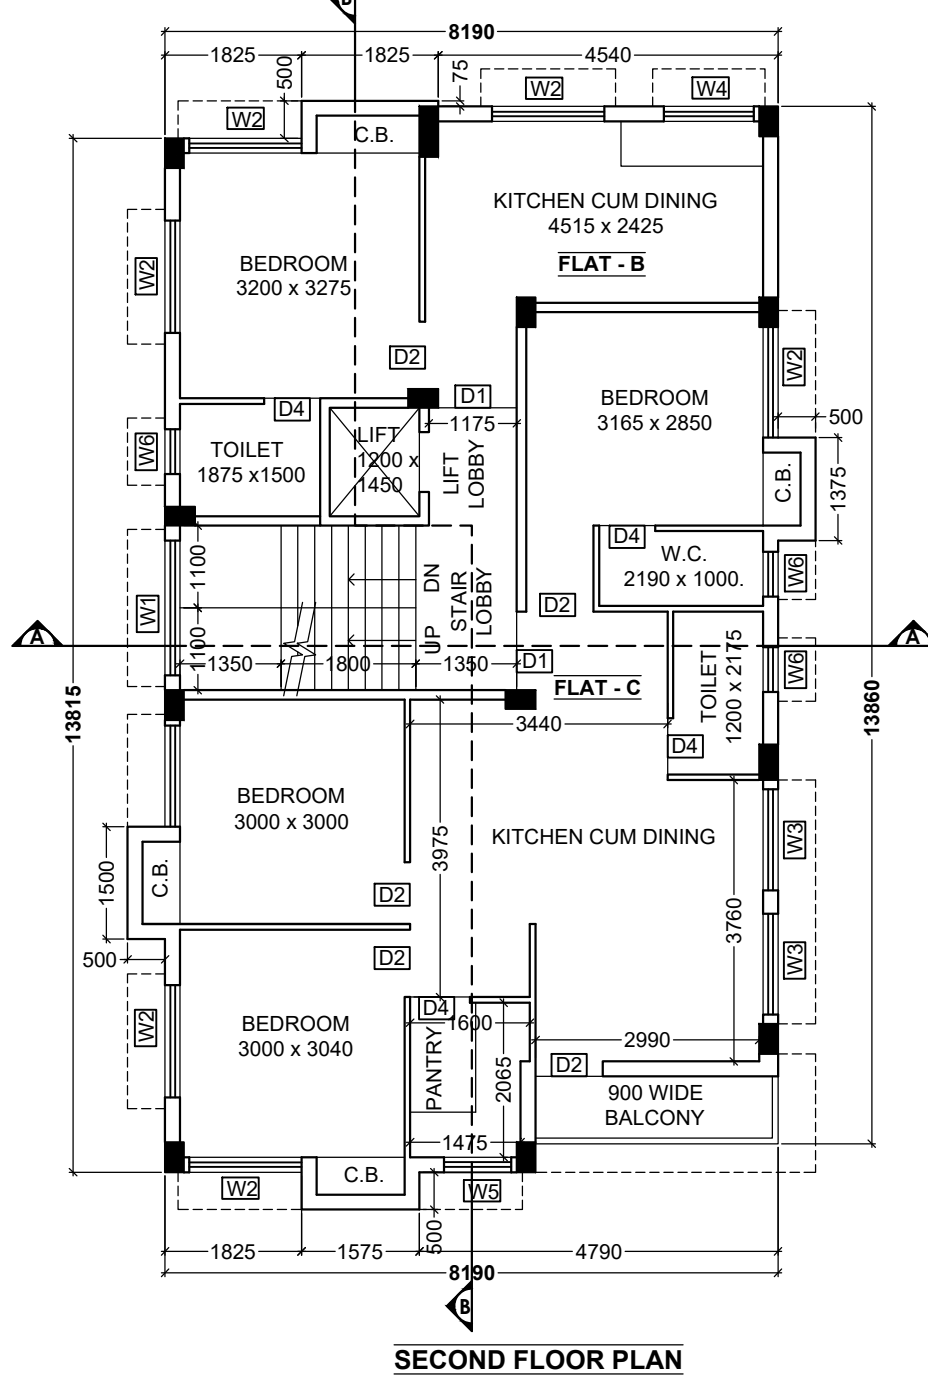 B
8190
1825
1825
4540
500
75
W2
W2
W4
C.B.
KITCHEN CUM DINING
4515 x 2425
FLAT - B
BEDROOM
3200 x 3275
W2
D2
W2
D1
BEDROOM
3165 x 2850
500
D4
1175
LIFT
1200 x
1450
LIFT
LOBBY
TOILET
1875 x1500
W6
C.B.
1375
D4
W.C.
2190 x 1000.
W6
1100
1100
W1
DN
UP
STAIR
LOBBY
D2
A
A
1350
1800
1350
D1
FLAT - C
TOILET
1200 x 2175
W6
13815
13860
3440
D4
BEDROOM
3000 x 3000
3975
KITCHEN CUM DINING
W3
1500
C.B.
D2
3760
500
D2
W3
W2
BEDROOM
3000 x 3040
D4
1600
PANTRY
2065
2990
D2
900 WIDE
BALCONY
1475
W2
C.B.
W5
500
1825
1575
4790
8190
B
SECOND FLOOR PLAN